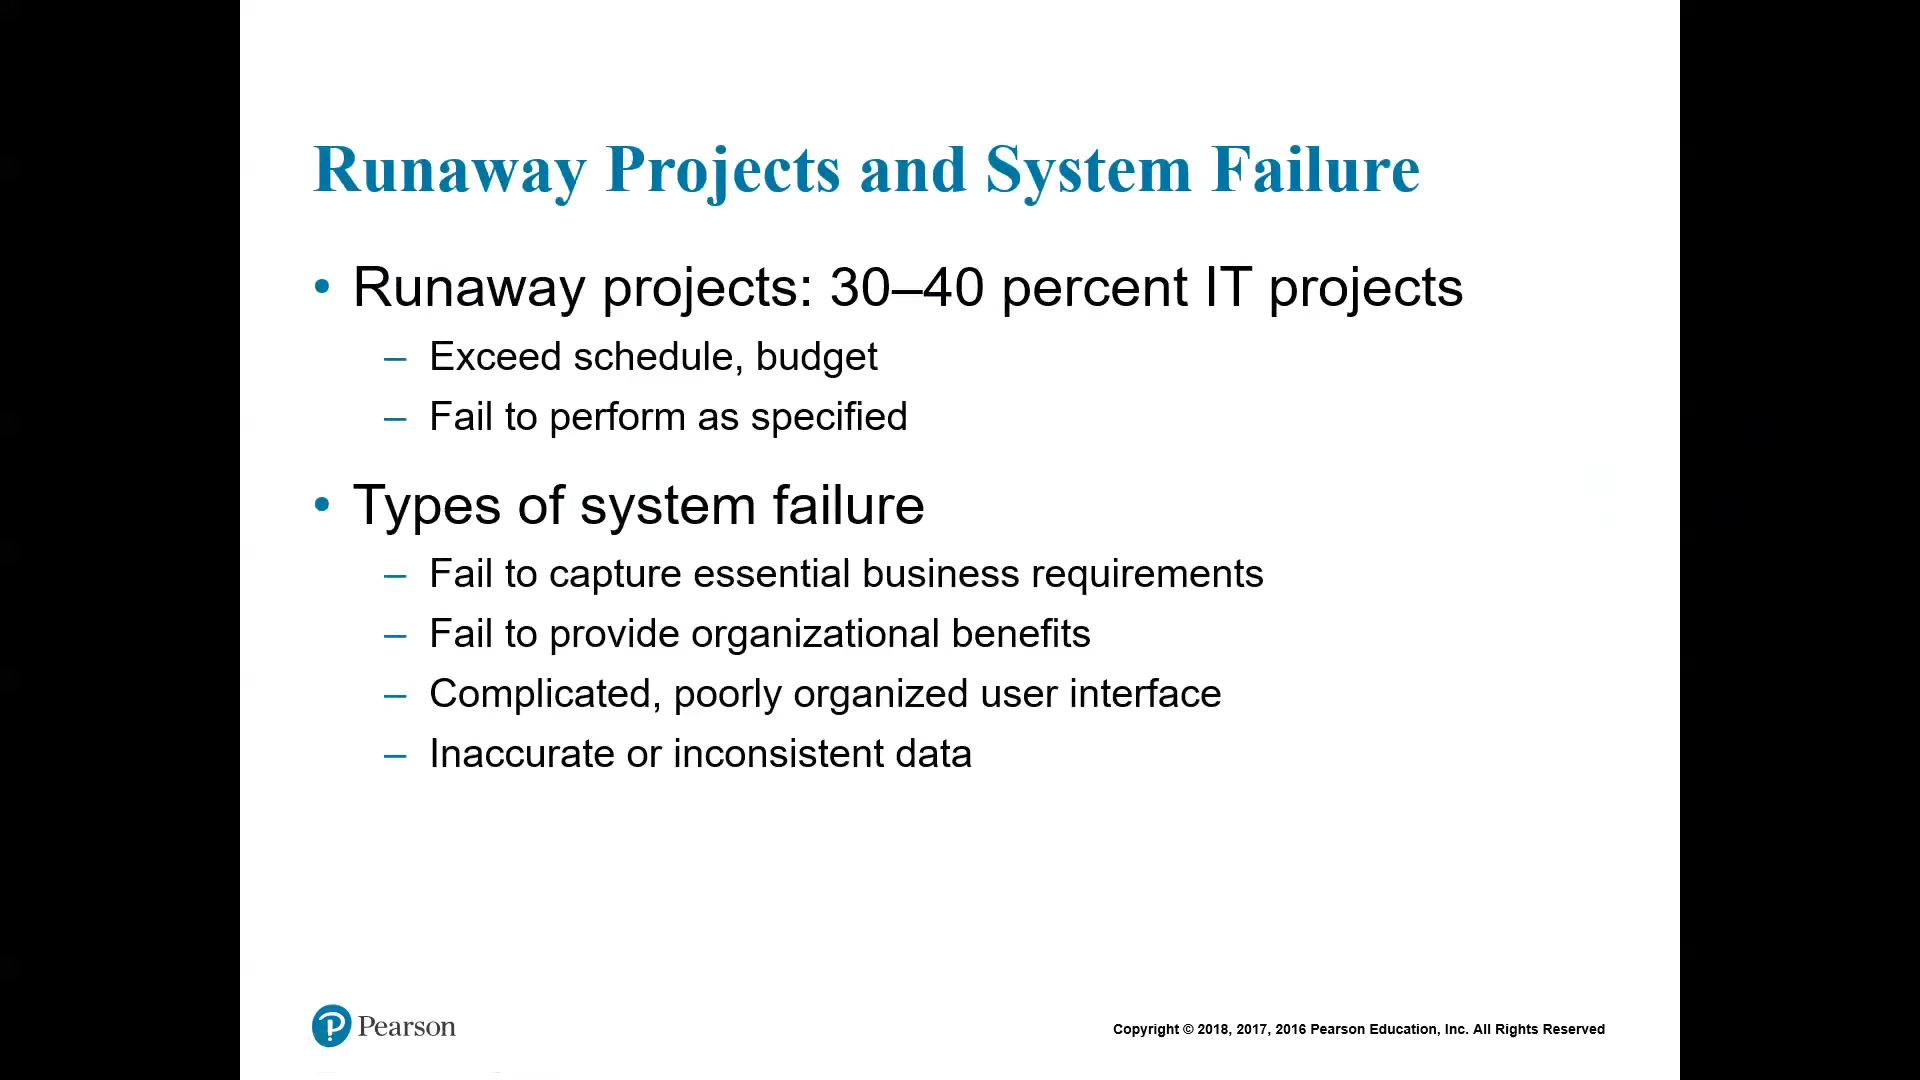 Runaway Projects and System Failure
• Runaway projects: 30–40 percent IT projects
– Exceed schedule, budget
– Fail to perform as specified
• Types of system failure
– Fail to capture essential business requirements
– Fail to provide organizational benefits
– Complicated, poorly organized user interface
– Inaccurate or inconsistent data
Pearson
Copyright © 2018, 2017, 2016 Pearson Education, Inc. All Rights Reserved